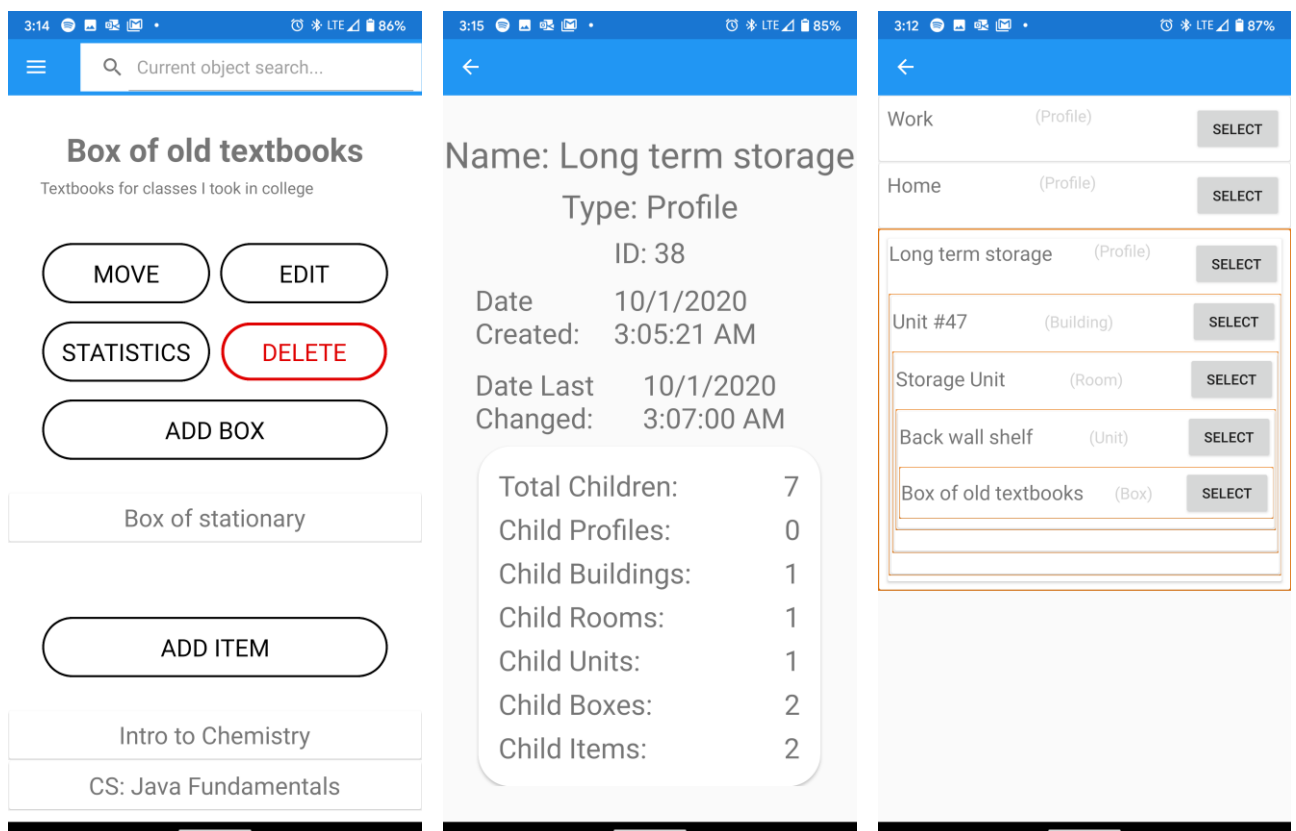 3:14 LTE 86%
Current object search...
Box of old textbooks
Textbooks for classes I took in college
MOVE EDIT
STATISTICS DELETE
ADD BOX
Box of stationary
ADD ITEM
Intro to Chemistry
CS: Java Fundamentals
3:15 LTE 85%
Name: Long term storage
Type: Profile
ID: 38
Date Created: 10/1/2020 3:05:21 AM
Date Last Changed: 10/1/2020 3:07:00 AM
Total Children: 7
Child Profiles: 0
Child Buildings: 1
Child Rooms: 1
Child Units: 1
Child Boxes: 2
Child Items: 2
3:12 LTE 87%
Work (Profile) SELECT
Home (Profile) SELECT
Long term storage (Profile) SELECT
Unit #47 (Building) SELECT
Storage Unit (Room) SELECT
Back wall shelf (Unit) SELECT
Box of old textbooks (Box) SELECT